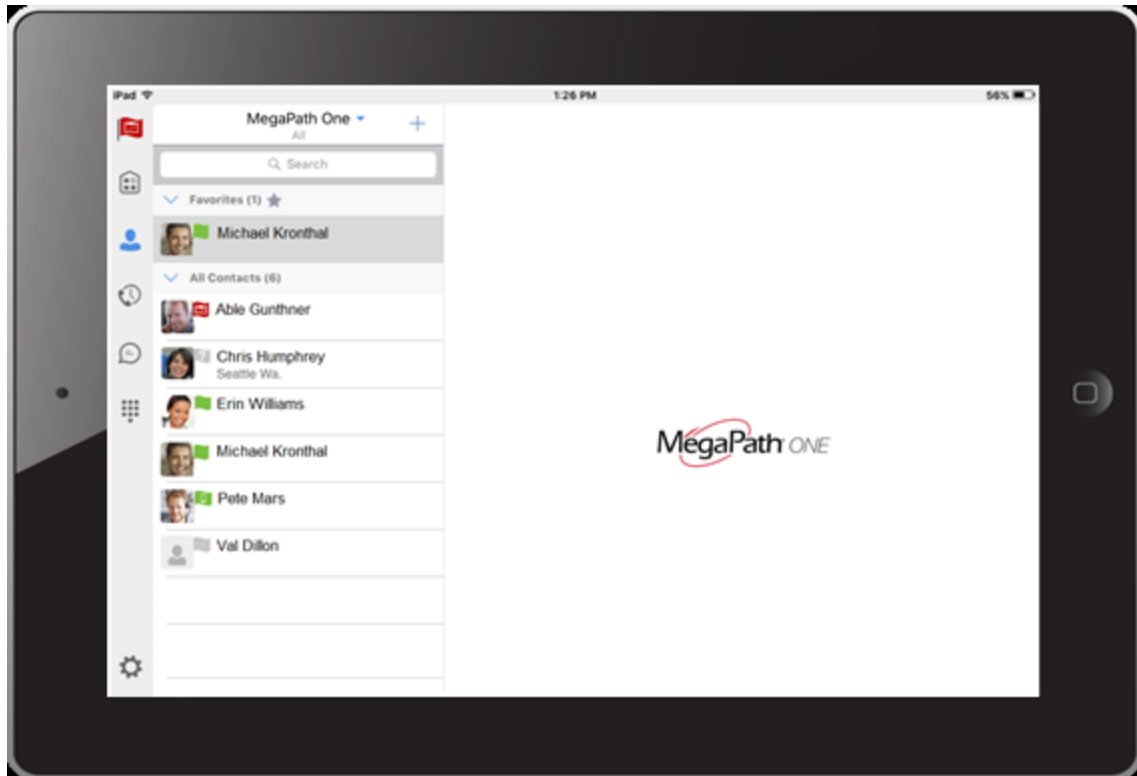 iPad 1:26 PM 56%
MegaPath One
All
Search
Favorites (1)
Michael Kronthal
All Contacts (6)
Able Gunthner
Chris Humphrey
Seattle Wa.
Erin Williams
Michael Kronthal
Pete Mars
Val Dillon
MegaPath ONE